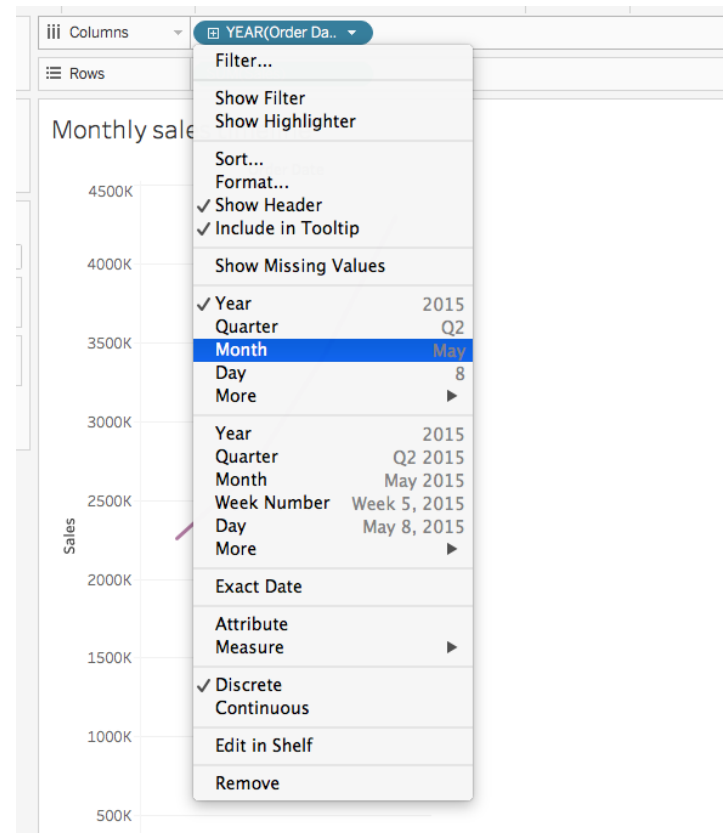 Columns
YEAR(Order Da..
Rows
Filter...
Show Filter
Show Highlighter
Monthly sale
Sort...
Format...
Show Header
Include in Tooltip
Show Missing Values
Year 2015
Quarter Q2
Month May
Day 8
More
Year 2015
Quarter Q2 2015
Month May 2015
Week Number Week 5, 2015
Day May 8, 2015
More
Exact Date
Attribute
Measure
Discrete
Continuous
Edit in Shelf
Remove
4500K
4000K
3500K
3000K
2500K
2000K
1500K
1000K
500K
Sales